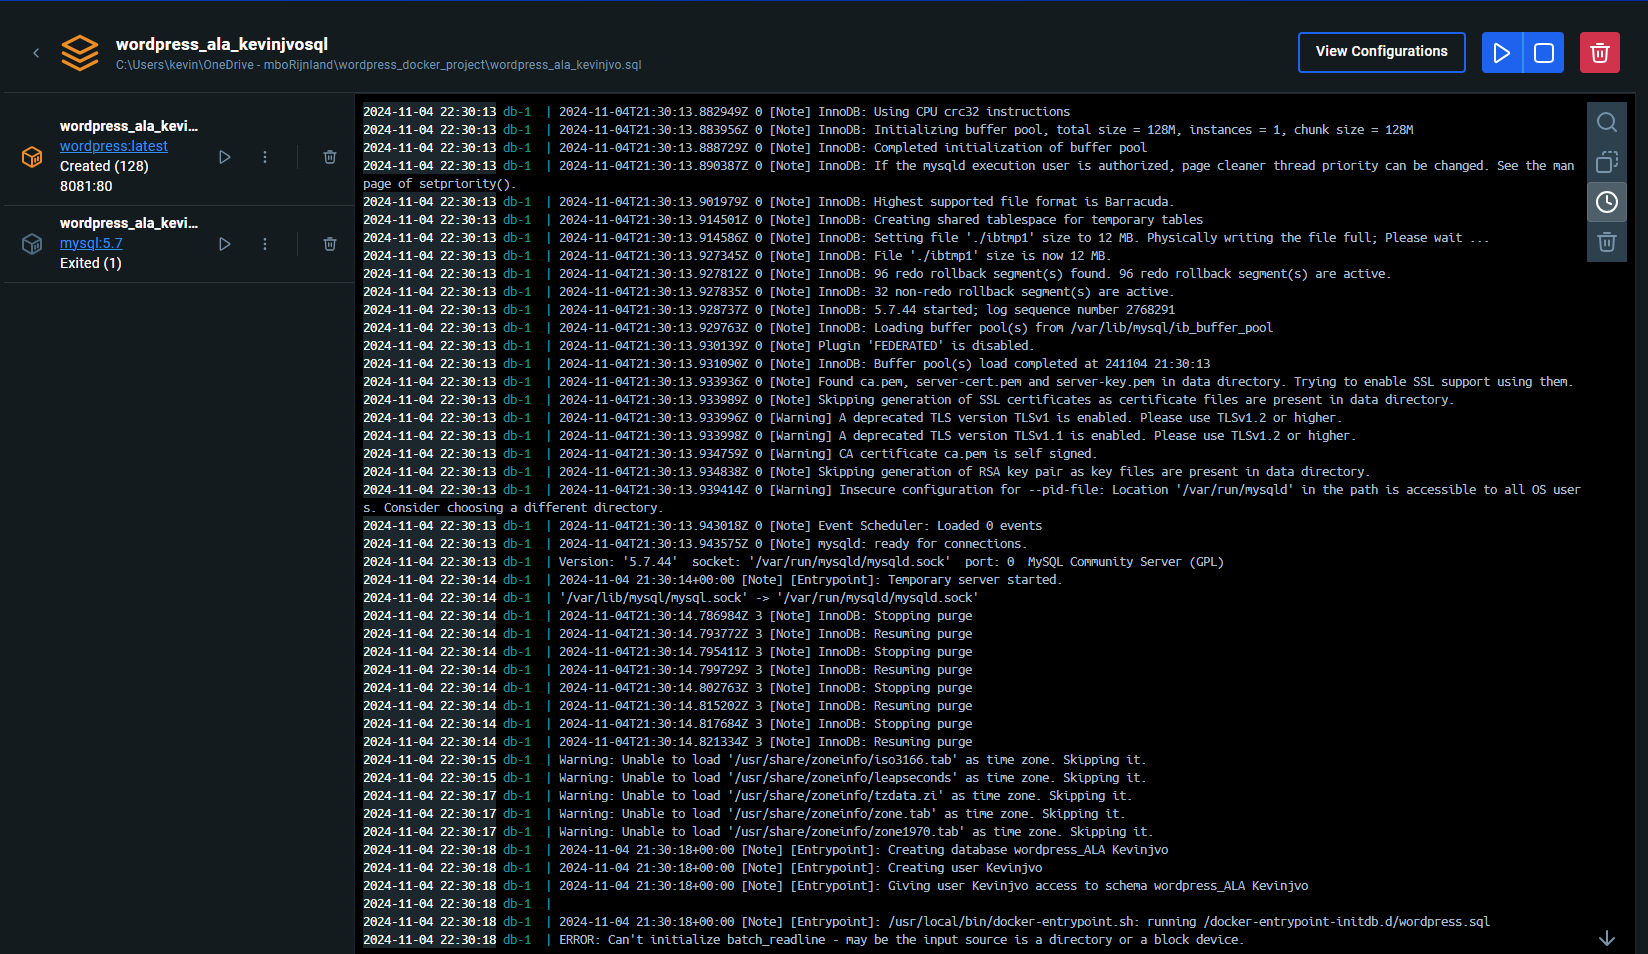 wordpress_ala_kevinjvosql
C:\Users\kevin\OneDrive - mboRijnland\wordpress_docker_project\wordpress_ala_kevinjvo.sql
View Configurations
wordpress_ala_kevi...
wordpress:latest
Created (128)
8081:80
wordpress_ala_kevi...
mysql:5.7
Exited (1)
2024-11-04 22:30:13 db-1 | 2024-11-04T21:30:13.882949Z 0 [Note] InnoDB: Using CPU crc32 instructions
2024-11-04 22:30:13 db-1 | 2024-11-04T21:30:13.883956Z 0 [Note] InnoDB: Initializing buffer pool, total size = 128M, instances = 1, chunk size = 128M
2024-11-04 22:30:13 db-1 | 2024-11-04T21:30:13.888729Z 0 [Note] InnoDB: Completed initialization of buffer pool
2024-11-04 22:30:13 db-1 | 2024-11-04T21:30:13.890387Z 0 [Note] InnoDB: If the mysqld execution user is authorized, page cleaner thread priority can be changed. See the man
page of setpriority().
2024-11-04 22:30:13 db-1 | 2024-11-04T21:30:13.901979Z 0 [Note] InnoDB: Highest supported file format is Barracuda.
2024-11-04 22:30:13 db-1 | 2024-11-04T21:30:13.914501Z 0 [Note] InnoDB: Creating shared tablespace for temporary tables
2024-11-04 22:30:13 db-1 | 2024-11-04T21:30:13.914586Z 0 [Note] InnoDB: Setting file './ibtmp1' size to 12 MB. Physically writing the file full; Please wait ...
2024-11-04 22:30:13 db-1 | 2024-11-04T21:30:13.927345Z 0 [Note] InnoDB: File './ibtmp1' size is now 12 MB.
2024-11-04 22:30:13 db-1 | 2024-11-04T21:30:13.927812Z 0 [Note] InnoDB: 96 redo rollback segment(s) found. 96 redo rollback segment(s) are active.
2024-11-04 22:30:13 db-1 | 2024-11-04T21:30:13.927835Z 0 [Note] InnoDB: 32 non-redo rollback segment(s) are active.
2024-11-04 22:30:13 db-1 | 2024-11-04T21:30:13.928737Z 0 [Note] InnoDB: 5.7.44 started; log sequence number 2768291
2024-11-04 22:30:13 db-1 | 2024-11-04T21:30:13.929763Z 0 [Note] InnoDB: Loading buffer pool(s) from /var/lib/mysql/ib_buffer_pool
2024-11-04 22:30:13 db-1 | 2024-11-04T21:30:13.930139Z 0 [Note] Plugin 'FEDERATED' is disabled.
2024-11-04 22:30:13 db-1 | 2024-11-04T21:30:13.931090Z 0 [Note] InnoDB: Buffer pool(s) load completed at 241104 21:30:13
2024-11-04 22:30:13 db-1 | 2024-11-04T21:30:13.933936Z 0 [Note] Found ca.pem, server-cert.pem and server-key.pem in data directory. Trying to enable SSL support using them.
2024-11-04 22:30:13 db-1 | 2024-11-04T21:30:13.933989Z 0 [Note] Skipping generation of SSL certificates as certificate files are present in data directory.
2024-11-04 22:30:13 db-1 | 2024-11-04T21:30:13.933996Z 0 [Warning] A deprecated TLS version TLSv1 is enabled. Please use TLSv1.2 or higher.
2024-11-04 22:30:13 db-1 | 2024-11-04T21:30:13.933998Z 0 [Warning] A deprecated TLS version TLSv1.1 is enabled. Please use TLSv1.2 or higher.
2024-11-04 22:30:13 db-1 | 2024-11-04T21:30:13.934759Z 0 [Warning] CA certificate ca.pem is self signed.
2024-11-04 22:30:13 db-1 | 2024-11-04T21:30:13.934838Z 0 [Note] Skipping generation of RSA key pair as key files are present in data directory.
2024-11-04 22:30:13 db-1 | 2024-11-04T21:30:13.939414Z 0 [Warning] Insecure configuration for --pid-file: Location '/var/run/mysqld' in the path is accessible to all OS user
s. Consider choosing a different directory.
2024-11-04 22:30:13 db-1 | 2024-11-04T21:30:13.943018Z 0 [Note] Event Scheduler: Loaded 0 events
2024-11-04 22:30:13 db-1 | 2024-11-04T21:30:13.943575Z 0 [Note] mysqld: ready for connections.
2024-11-04 22:30:13 db-1 | Version: '5.7.44'  socket: '/var/run/mysqld/mysqld.sock'  port: 0  MySQL Community Server (GPL)
2024-11-04 22:30:14 db-1 | 2024-11-04 21:30:14+00:00 [Note] [Entrypoint]: Temporary server started.
2024-11-04 22:30:14 db-1 | '/var/lib/mysql/mysql.sock' -> '/var/run/mysqld/mysqld.sock'
2024-11-04 22:30:14 db-1 | 2024-11-04T21:30:14.786984Z 3 [Note] InnoDB: Stopping purge
2024-11-04 22:30:14 db-1 | 2024-11-04T21:30:14.793772Z 3 [Note] InnoDB: Resuming purge
2024-11-04 22:30:14 db-1 | 2024-11-04T21:30:14.795411Z 3 [Note] InnoDB: Stopping purge
2024-11-04 22:30:14 db-1 | 2024-11-04T21:30:14.799729Z 3 [Note] InnoDB: Resuming purge
2024-11-04 22:30:14 db-1 | 2024-11-04T21:30:14.802763Z 3 [Note] InnoDB: Stopping purge
2024-11-04 22:30:14 db-1 | 2024-11-04T21:30:14.815202Z 3 [Note] InnoDB: Resuming purge
2024-11-04 22:30:14 db-1 | 2024-11-04T21:30:14.817684Z 3 [Note] InnoDB: Stopping purge
2024-11-04 22:30:14 db-1 | 2024-11-04T21:30:14.821334Z 3 [Note] InnoDB: Resuming purge
2024-11-04 22:30:15 db-1 | Warning: Unable to load '/usr/share/zoneinfo/iso3166.tab' as time zone. Skipping it.
2024-11-04 22:30:15 db-1 | Warning: Unable to load '/usr/share/zoneinfo/leapseconds' as time zone. Skipping it.
2024-11-04 22:30:17 db-1 | Warning: Unable to load '/usr/share/zoneinfo/tzdata.zi' as time zone. Skipping it.
2024-11-04 22:30:17 db-1 | Warning: Unable to load '/usr/share/zoneinfo/zone.tab' as time zone. Skipping it.
2024-11-04 22:30:17 db-1 | Warning: Unable to load '/usr/share/zoneinfo/zone1970.tab' as time zone. Skipping it.
2024-11-04 22:30:18 db-1 | 2024-11-04 21:30:18+00:00 [Note] [Entrypoint]: Creating database wordpress_ALA Kevinjvo
2024-11-04 22:30:18 db-1 | 2024-11-04 21:30:18+00:00 [Note] [Entrypoint]: Creating user Kevinjvo
2024-11-04 22:30:18 db-1 | 2024-11-04 21:30:18+00:00 [Note] [Entrypoint]: Giving user Kevinjvo access to schema wordpress_ALA Kevinjvo
2024-11-04 22:30:18 db-1 |
2024-11-04 22:30:18 db-1 | 2024-11-04 21:30:18+00:00 [Note] [Entrypoint]: /usr/local/bin/docker-entrypoint.sh: running /docker-entrypoint-initdb.d/wordpress.sql
2024-11-04 22:30:18 db-1 | ERROR: Can't initialize batch_readline - may be the input source is a directory or a block device.